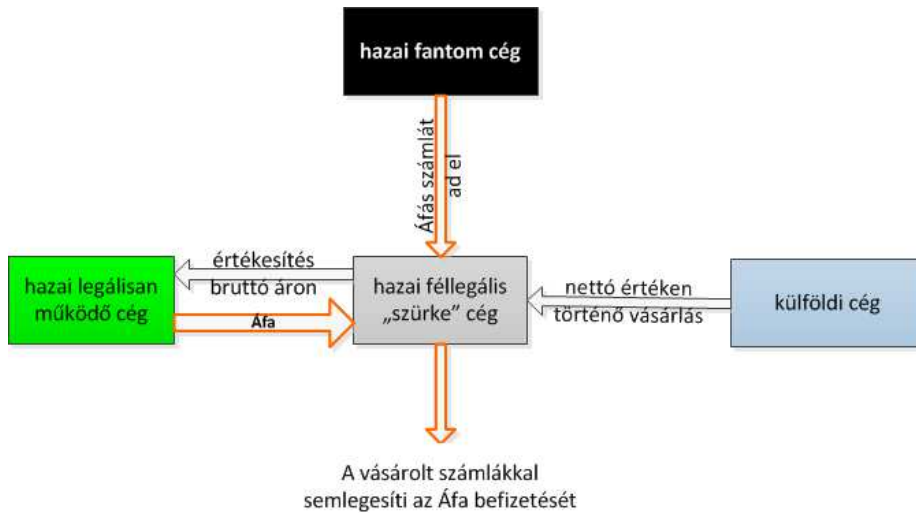 hazai fantom cég
Áfás számlát
ad el
értékesítés
bruttó áron
hazai legálisan
működő cég
Áfa
hazai féllegális
„szürke” cég
nettó értéken
történő vásárlás
külföldi cég
A vásárolt számlákkal
semlegesíti az Áfa befizetését